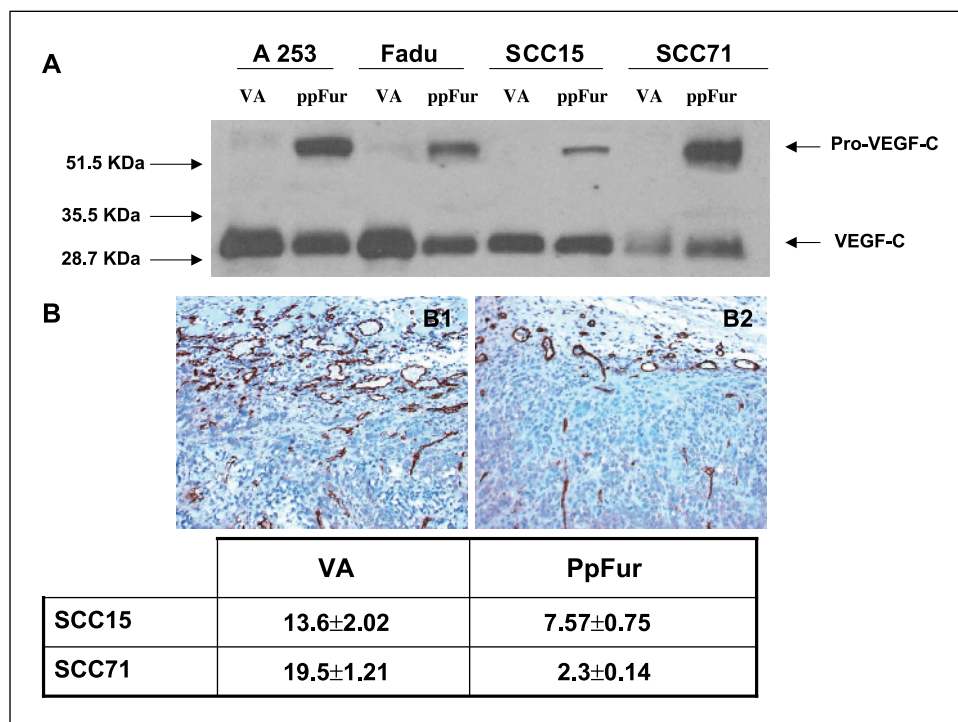 A
A 253 Fadu SCC15 SCC71
VA ppFur VA ppFur VA ppFur VA ppFur
51.5 KDa
Pro-VEGF-C
35.5 KDa
28.7 KDa
VEGF-C
B
B1 B2
VA PpFur
SCC15 13.6±2.02 7.57±0.75
SCC71 19.5±1.21 2.3±0.14